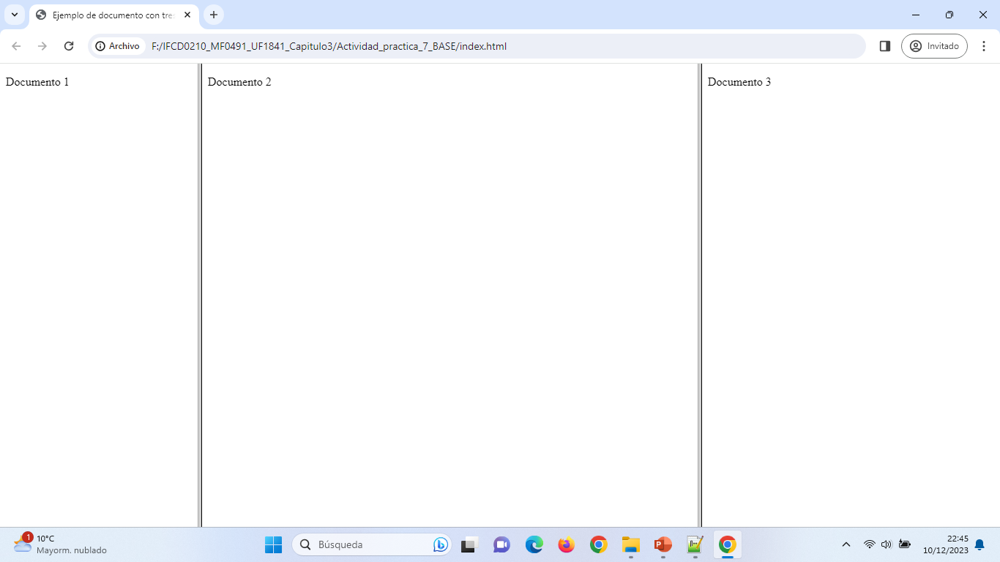 Ejemplo de documento con tres
Archivo
F:/IFCD0210_MF0491_UF1841_Capitulo3/Actividad_practica_7_BASE/index.html
Invitado
Documento 1
Documento 2
Documento 3
1
10°C
Mayorm. nublado
Búsqueda
22:45
10/12/2023